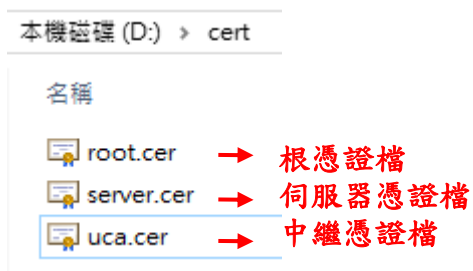 本機磁碟 (D:) > cert
名稱
root.cer → 根憑證檔
server.cer → 伺服器憑證檔
uca.cer → 中繼憑證檔